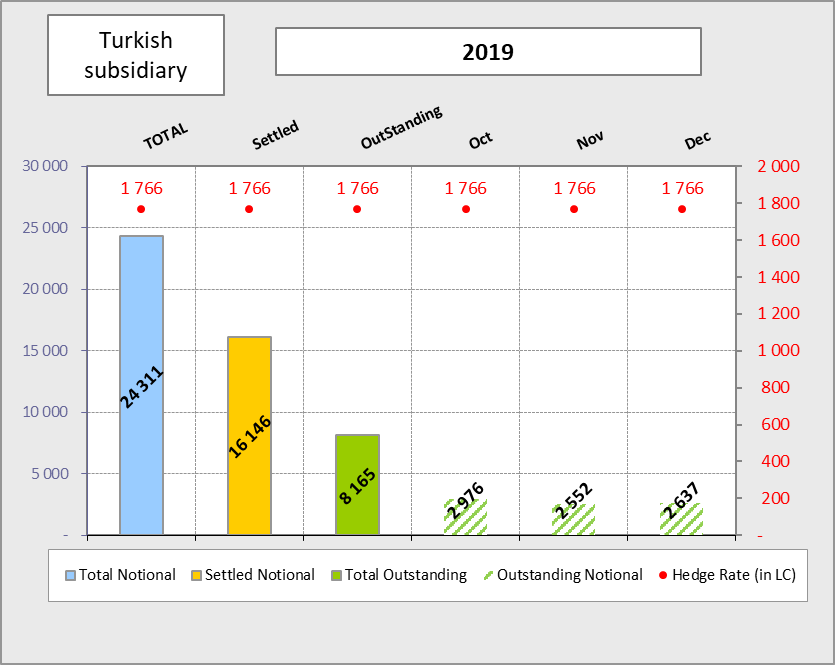 Turkish
subsidiary
2019
TOTAL Settled OutStanding Oct Nov Dec
30 000 2 000
1 766 1 766 1 766 1 766 1 766 1 766
1 800
25 000
1 600
24 311
20 000 1 400
1 200
16 146
15 000 1 000
800
10 000
600
8 165
5 000 400
2 976 2 552 2 637
200
- -
Total Notional Settled Notional Total Outstanding Outstanding Notional Hedge Rate (in LC)